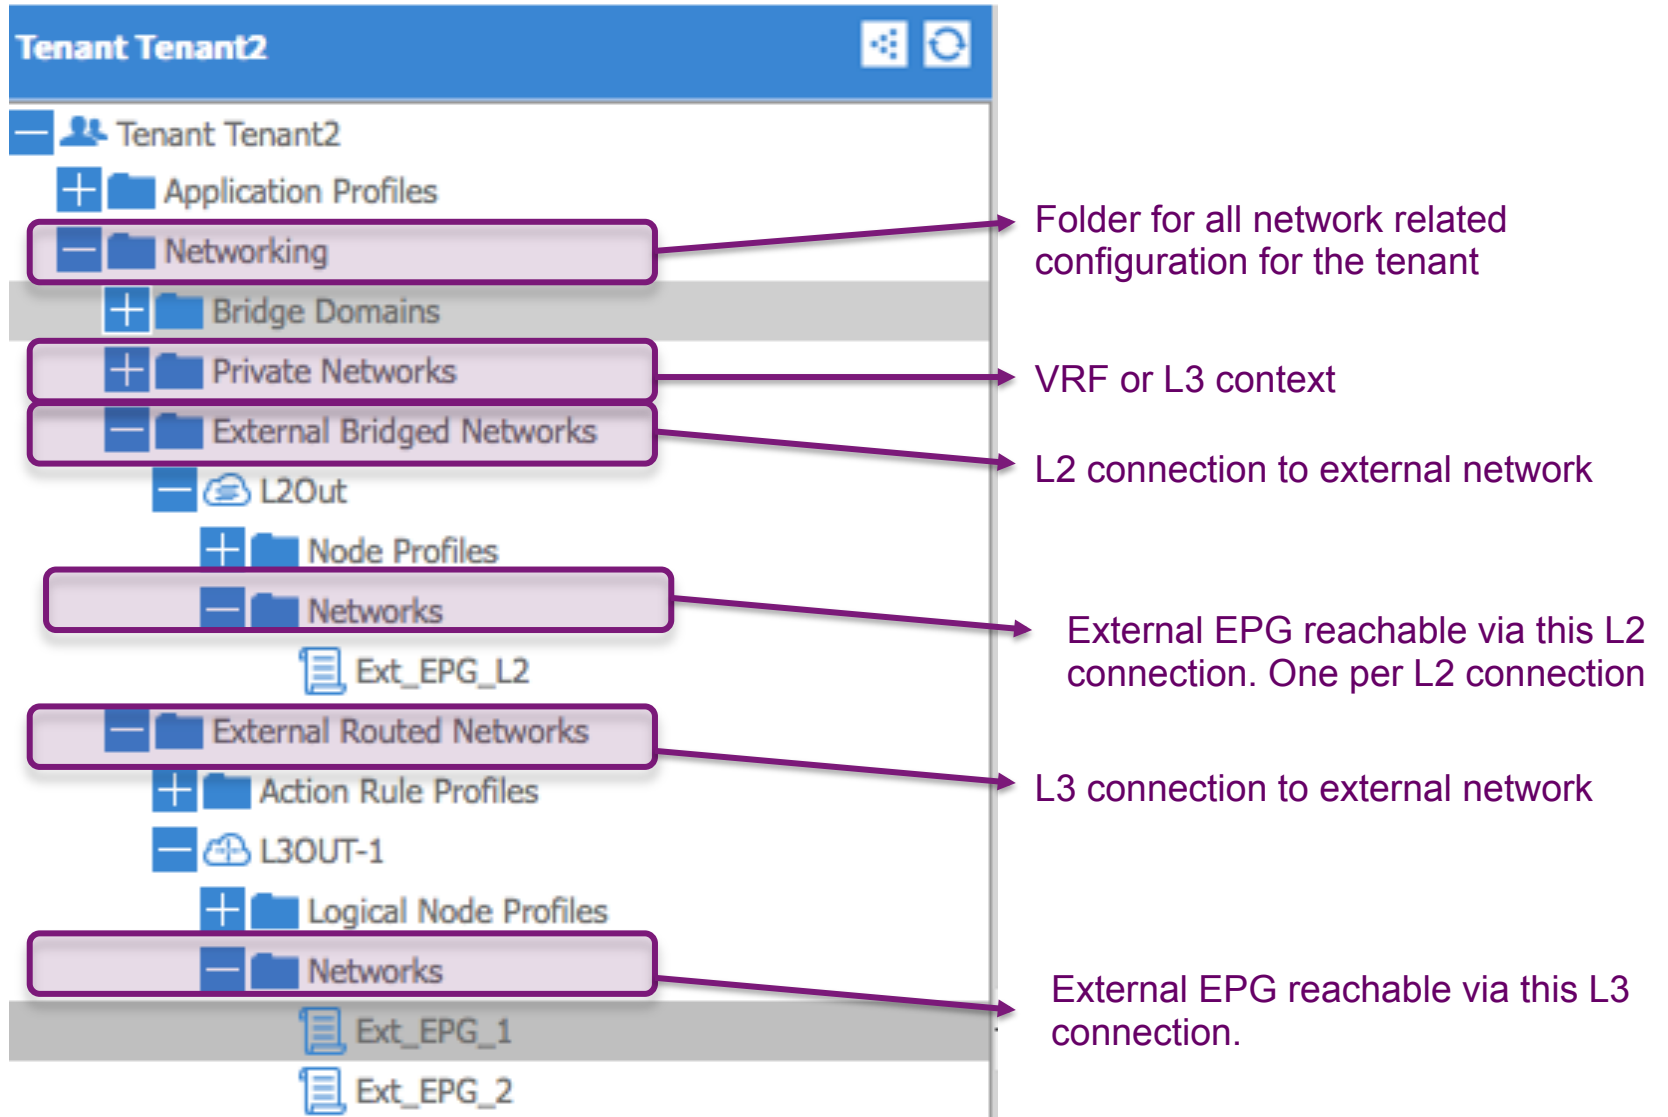 Tenant Tenant2
Tenant Tenant2
Application Profiles
Networking
Folder for all network related
configuration for the tenant
Bridge Domains
Private Networks
VRF or L3 context
External Bridged Networks
L2 connection to external network
L2Out
Node Profiles
Networks
External EPG reachable via this L2
connection. One per L2 connection
Ext_EPG_L2
External Routed Networks
L3 connection to external network
Action Rule Profiles
L3OUT-1
Logical Node Profiles
Networks
External EPG reachable via this L3
connection.
Ext_EPG_1
Ext_EPG_2